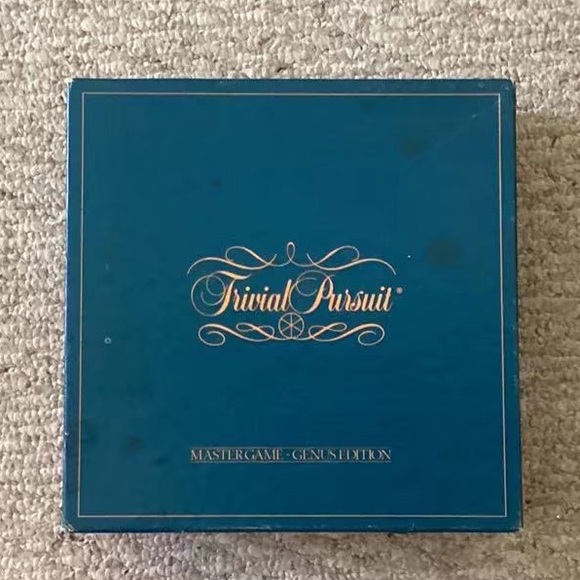 Trivial Pursuit®
MASTER GAME - GENUS EDITION